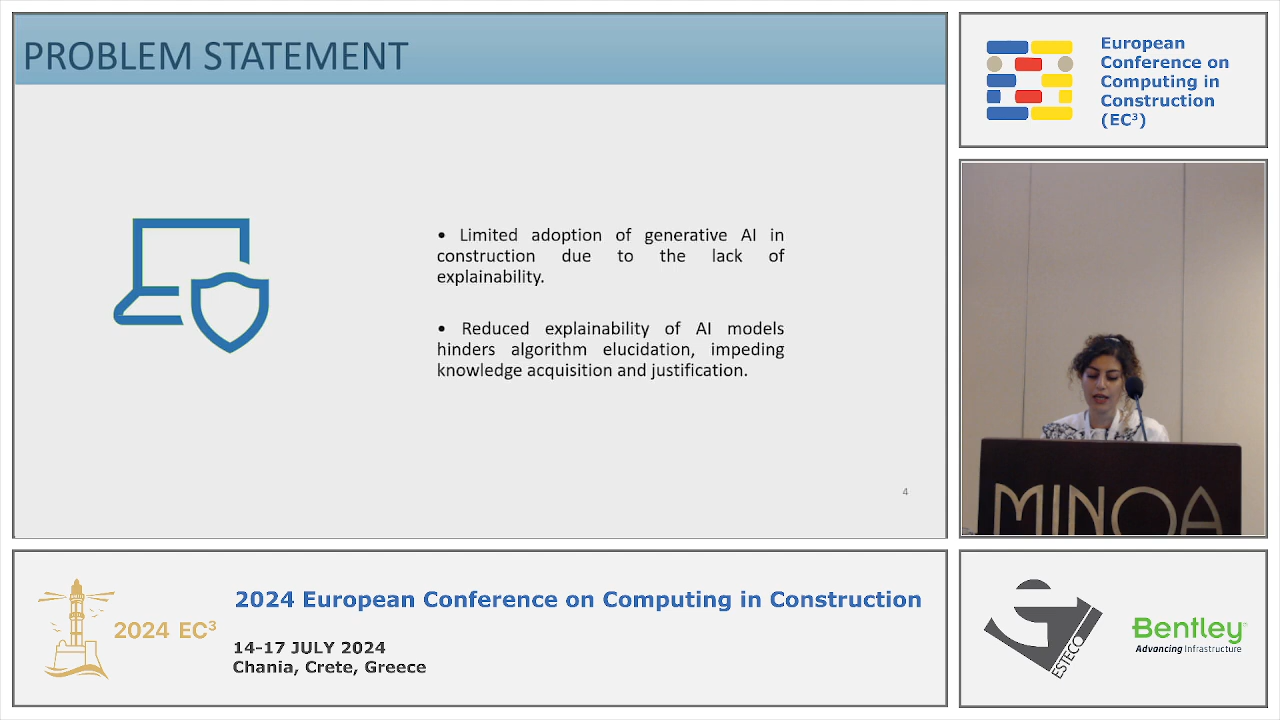 PROBLEM STATEMENT
• Limited adoption of generative AI in
construction due to the lack of
explainability.
• Reduced explainability of AI models
hinders algorithm elucidation, impeding
knowledge acquisition and justification.
4
European
Conference on
Computing in
Construction
(EC³)
MINOA
2024 EC³
2024 European Conference on Computing in Construction
14-17 JULY 2024
Chania, Crete, Greece
ESTECO
Bentley®
Advancing Infrastructure